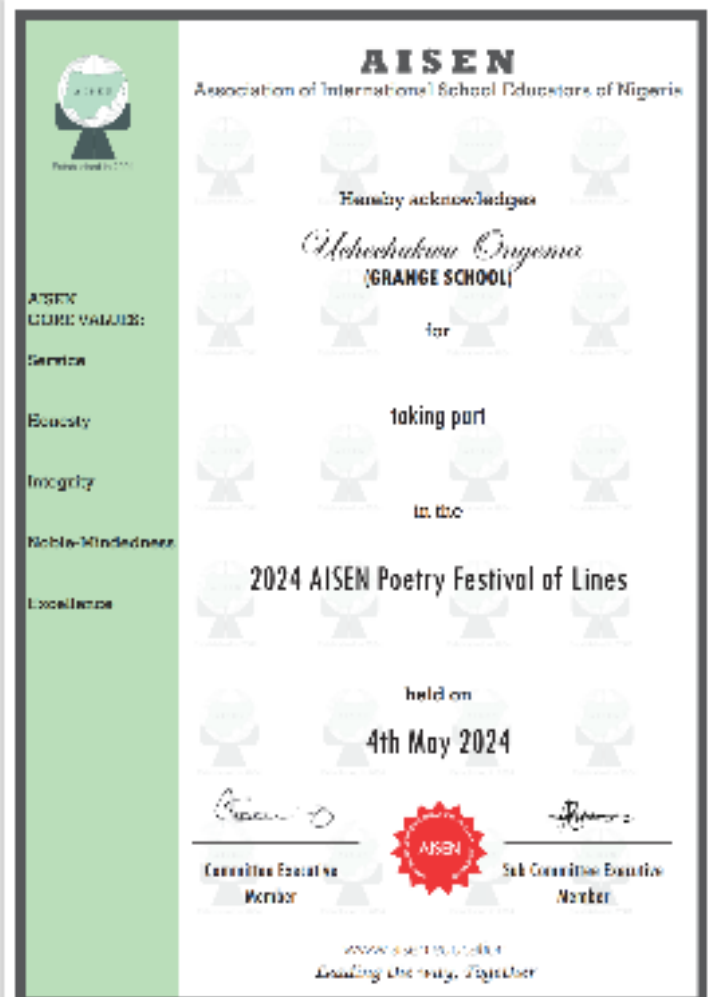 AISEN
Association of International School Educators of Nigeria
Hereby acknowledges
Uchechukwu Onyema
(GRANGE SCHOOL)
for
taking part
in the
2024 AISEN Poetry Festival of Lines
held on
4th May 2024
AISEN
CORE VALUES:
Service
Honesty
Integrity
Noble-Mindedness
Excellence
AISEN
Committee Executive
Member
Sub Committee Executive
Member
Leading the way, Together